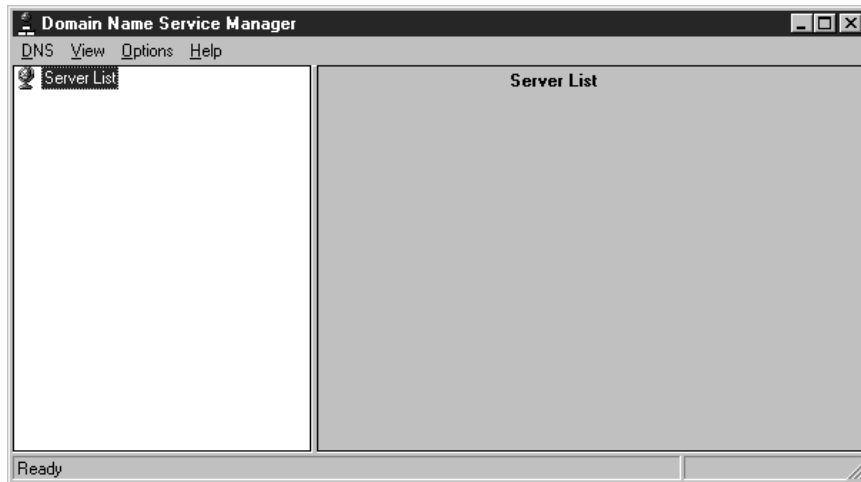 Domain Name Service Manager
DNS View Options Help
Server List
Server List
Ready